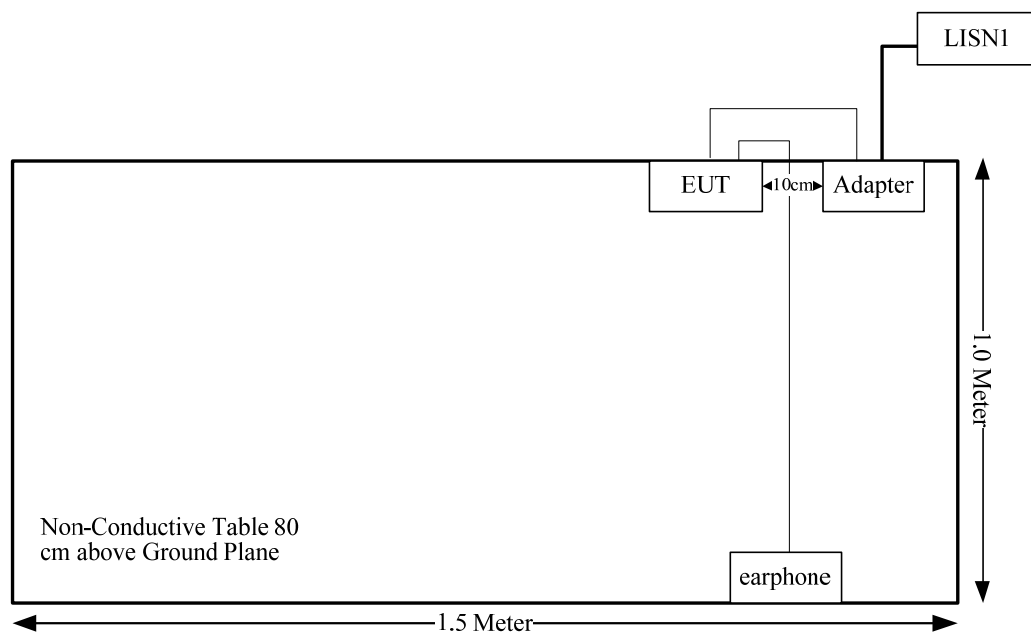 LISN1
EUT
10cm
Adapter
1.0 Meter
Non-Conductive Table 80
cm above Ground Plane
earphone
1.5 Meter